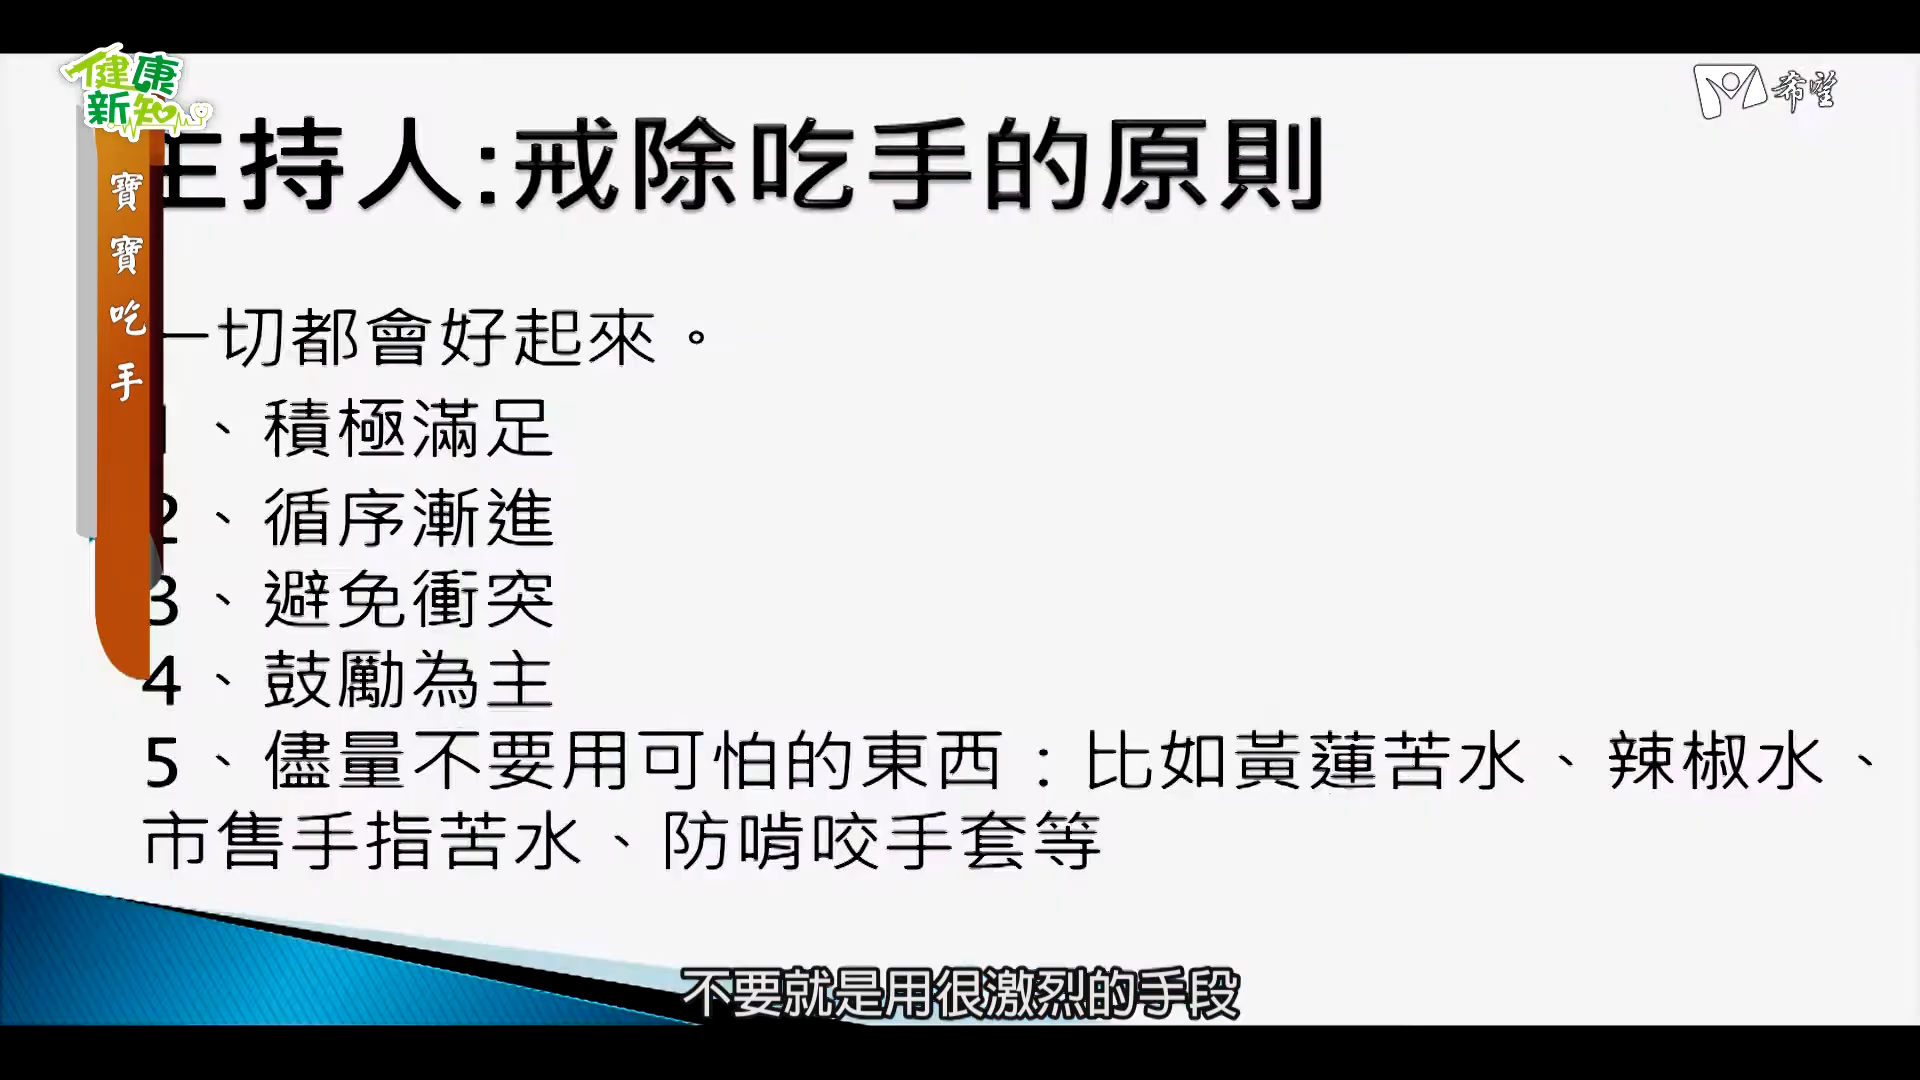 健康
新知
希望
寶寶吃手
主持人:戒除吃手的原則
一切都會好起來。
1、積極滿足
2、循序漸進
3、避免衝突
4、鼓勵為主
5、儘量不要用可怕的東西：比如黃蓮苦水、辣椒水、
市售手指苦水、防啃咬手套等
不要就是用很激烈的手段